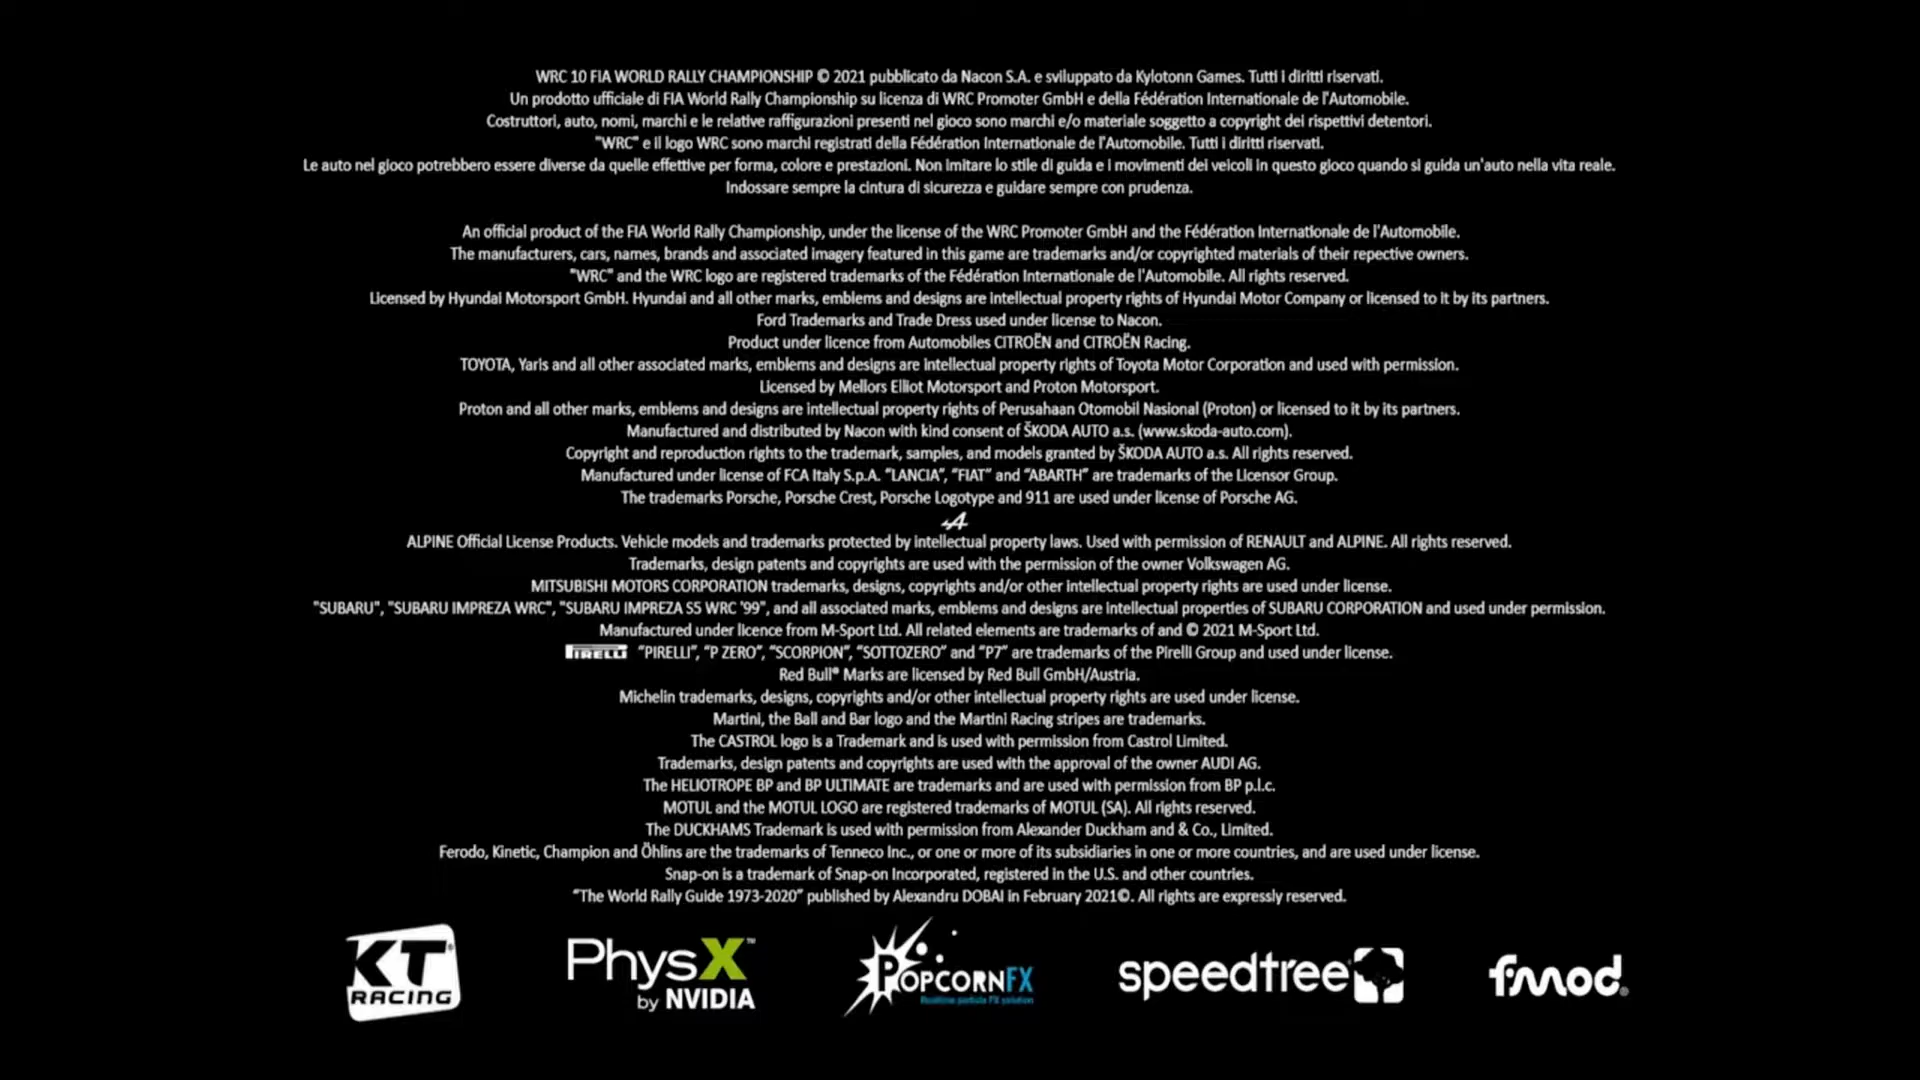 WRC 10 FIA WORLD RALLY CHAMPIONSHIP © 2021 pubblicato da Nacon S.A. e sviluppato da Kylotonn Games. Tutti i diritti riservati.
Un prodotto ufficiale di FIA World Rally Championship su licenza di WRC Promoter GmbH e della Fédération Internationale de l'Automobile.
Costruttori, auto, nomi, marchi e le relative raffigurazioni presenti nel gioco sono marchi e/o materiale soggetto a copyright dei rispettivi detentori.
"WRC" e il logo WRC sono marchi registrati della Fédération Internationale de l'Automobile. Tutti i diritti riservati.
Le auto nel gioco potrebbero essere diverse da quelle effettive per forma, colore e prestazioni. Non imitare lo stile di guida e i movimenti dei veicoli in questo gioco quando si guida un'auto nella vita reale.
Indossare sempre la cintura di sicurezza e guidare sempre con prudenza.
An official product of the FIA World Rally Championship, under the license of the WRC Promoter GmbH and the Fédération Internationale de l'Automobile.
The manufacturers, cars, names, brands and associated imagery featured in this game are trademarks and/or copyrighted materials of their repective owners.
"WRC" and the WRC logo are registered trademarks of the Fédération Internationale de l'Automobile. All rights reserved.
Licensed by Hyundai Motorsport GmbH. Hyundai and all other marks, emblems and designs are intellectual property rights of Hyundai Motor Company or licensed to it by its partners.
Ford Trademarks and Trade Dress used under license to Nacon.
Product under licence from Automobiles CITROËN and CITROËN Racing.
TOYOTA, Yaris and all other associated marks, emblems and designs are intellectual property rights of Toyota Motor Corporation and used with permission.
Licensed by Mellors Elliot Motorsport and Proton Motorsport.
Proton and all other marks, emblems and designs are intellectual property rights of Perusahaan Otomobil Nasional (Proton) or licensed to it by its partners.
Manufactured and distributed by Nacon with kind consent of ŠKODA AUTO a.s. (www.skoda-auto.com).
Copyright and reproduction rights to the trademark, samples, and models granted by ŠKODA AUTO a.s. All rights reserved.
Manufactured under license of FCA Italy S.p.A. “LANCIA”, “FIAT” and “ABARTH” are trademarks of the Licensor Group.
The trademarks Porsche, Porsche Crest, Porsche Logotype and 911 are used under license of Porsche AG.
ALPINE Official License Products. Vehicle models and trademarks protected by intellectual property laws. Used with permission of RENAULT and ALPINE. All rights reserved.
Trademarks, design patents and copyrights are used with the permission of the owner Volkswagen AG.
MITSUBISHI MOTORS CORPORATION trademarks, designs, copyrights and/or other intellectual property rights are used under license.
"SUBARU", "SUBARU IMPREZA WRC", "SUBARU IMPREZA S5 WRC '99", and all associated marks, emblems and designs are intellectual properties of SUBARU CORPORATION and used under permission.
Manufactured under licence from M-Sport Ltd. All related elements are trademarks of and © 2021 M-Sport Ltd.
PIRELLI “PIRELLI”, “P ZERO”, “SCORPION”, “SOTTOZERO” and “P7” are trademarks of the Pirelli Group and used under license.
Red Bull® Marks are licensed by Red Bull GmbH/Austria.
Michelin trademarks, designs, copyrights and/or other intellectual property rights are used under license.
Martini, the Ball and Bar logo and the Martini Racing stripes are trademarks.
The CASTROL logo is a Trademark and is used with permission from Castrol Limited.
Trademarks, design patents and copyrights are used with the approval of the owner AUDI AG.
The HELIOTROPE BP and BP ULTIMATE are trademarks and are used with permission from BP p.l.c.
MOTUL and the MOTUL LOGO are registered trademarks of MOTUL (SA). All rights reserved.
The DUCKHAMS Trademark is used with permission from Alexander Duckham and & Co., Limited.
Ferodo, Kinetic, Champion and Öhlins are the trademarks of Tenneco Inc., or one or more of its subsidiaries in one or more countries, and are used under license.
Snap-on is a trademark of Snap-on Incorporated, registered in the U.S. and other countries.
“The World Rally Guide 1973-2020” published by Alexandru DOBAI in February 2021©. All rights are expressly reserved.
KT RACING®
PhysX™ by NVIDIA
POPCORNFX
Realtime particle FX solution
speedtree®
fmod®